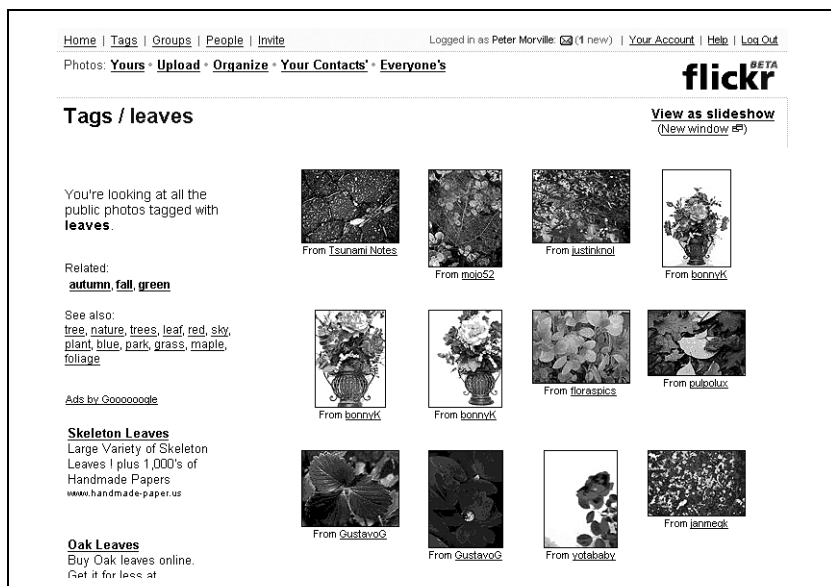 Home | Tags | Groups | People | Invite
Logged in as Peter Morville: (1 new) | Your Account | Help | Log Out
Photos: Yours • Upload • Organize • Your Contacts' • Everyone's
flickr BETA
Tags / leaves
View as slideshow
(New window)
You're looking at all the
public photos tagged with
leaves.
Related:
autumn, fall, green
See also:
tree, nature, trees, leaf, red, sky,
plant, blue, park, grass, maple,
foliage
Ads by Goooooogle
Skeleton Leaves
Large Variety of Skeleton
Leaves ! plus 1,000's of
Handmade Papers
www.handmade-paper.us
Oak Leaves
Buy Oak leaves online.
Get it for less at
From Tsunami Notes
From mojo52
From justinknol
From bonnyK
From bonnyK
From bonnyK
From floraspics
From pulpolux
From GustavoG
From GustavoG
From yotababy
From janmegk